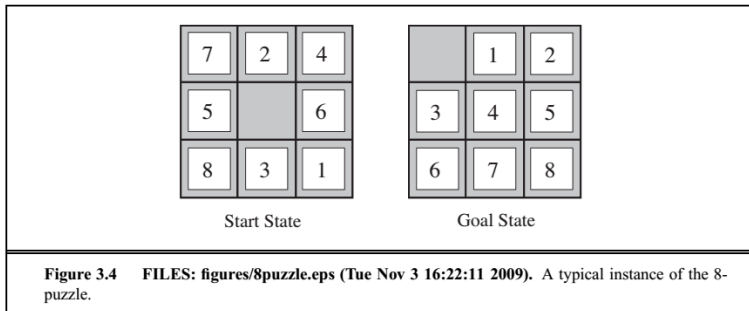 7 2 4 1 2
5 6 3 4 5
8 3 1 6 7 8
Start State Goal State
Figure 3.4 FILES: figures/8puzzle.eps (Tue Nov 3 16:22:11 2009). A typical instance of the 8-
puzzle.